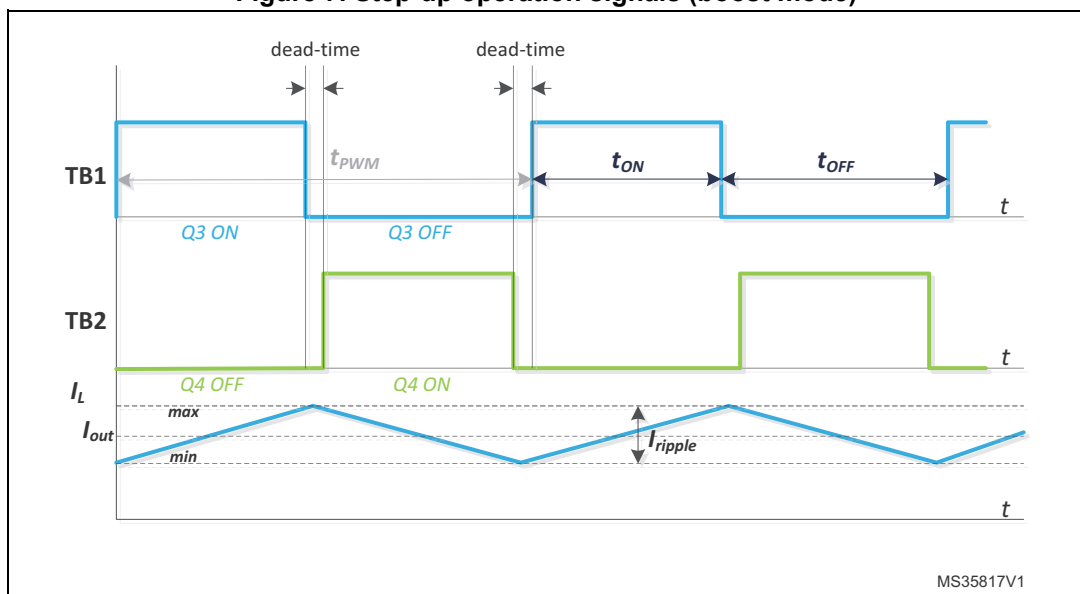 dead-time
dead-time
TB1
tPWM
tON
tOFF
t
Q3 ON
Q3 OFF
TB2
t
Q4 OFF
Q4 ON
IL
max
Iout
Iripple
min
t
MS35817V1